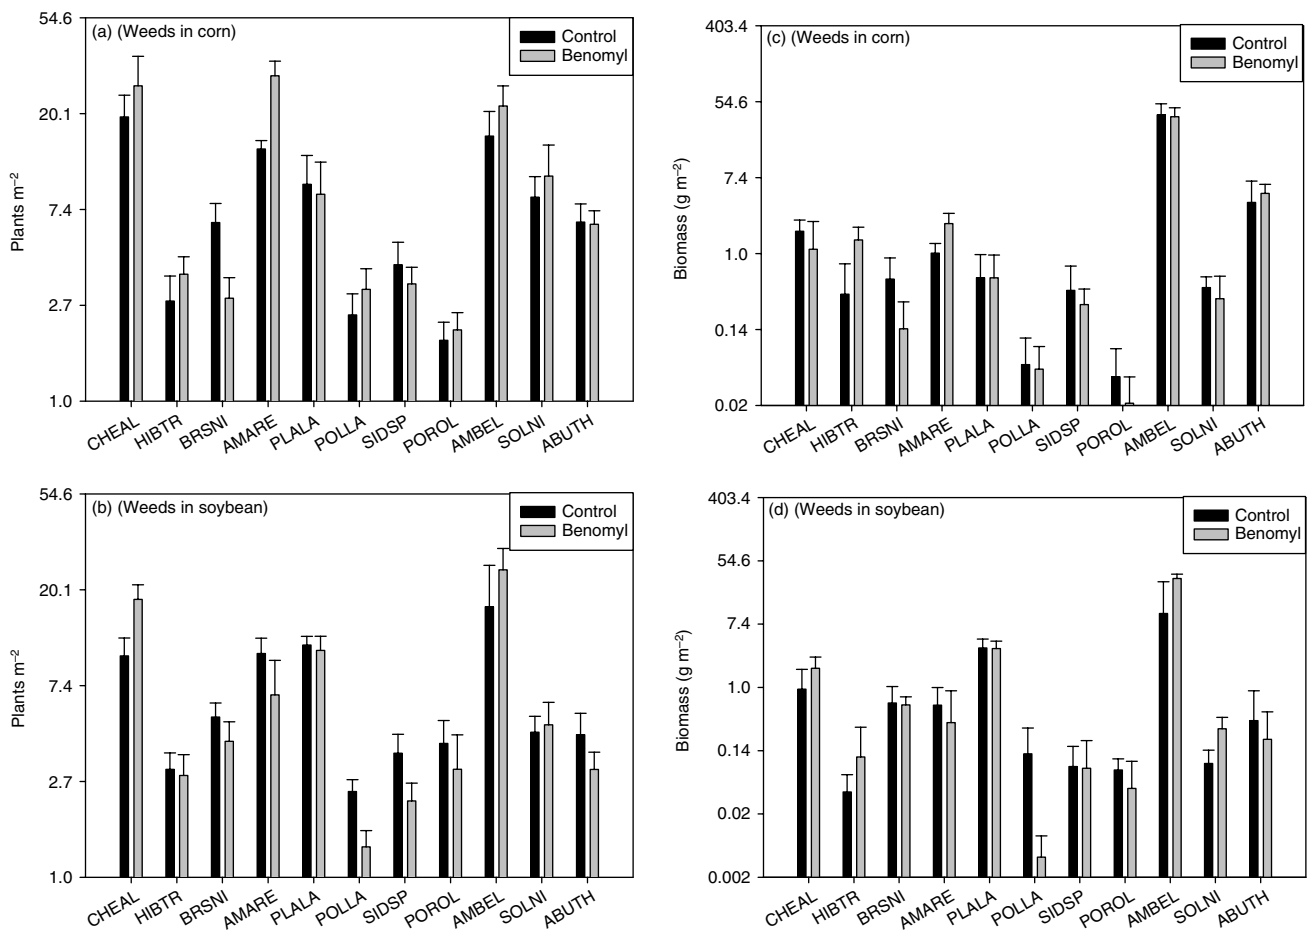 (a) (Weeds in corn)
Control
Benomyl
54.6
20.1
7.4
2.7
1.0
Plants m⁻²
CHEAL HIBTR BRSNI AMARE PLALA POLLA SIDSP POROL AMBEL SOLNI ABUTH
(c) (Weeds in corn)
Control
Benomyl
403.4
54.6
7.4
1.0
0.14
0.02
Biomass (g m⁻²)
CHEAL HIBTR BRSNI AMARE PLALA POLLA SIDSP POROL AMBEL SOLNI ABUTH
(b) (Weeds in soybean)
Control
Benomyl
54.6
20.1
7.4
2.7
1.0
Plants m⁻²
CHEAL HIBTR BRSNI AMARE PLALA POLLA SIDSP POROL AMBEL SOLNI ABUTH
(d) (Weeds in soybean)
Control
Benomyl
403.4
54.6
7.4
1.0
0.14
0.02
0.002
Biomass (g m⁻²)
CHEAL HIBTR BRSNI AMARE PLALA POLLA SIDSP POROL AMBEL SOLNI ABUTH